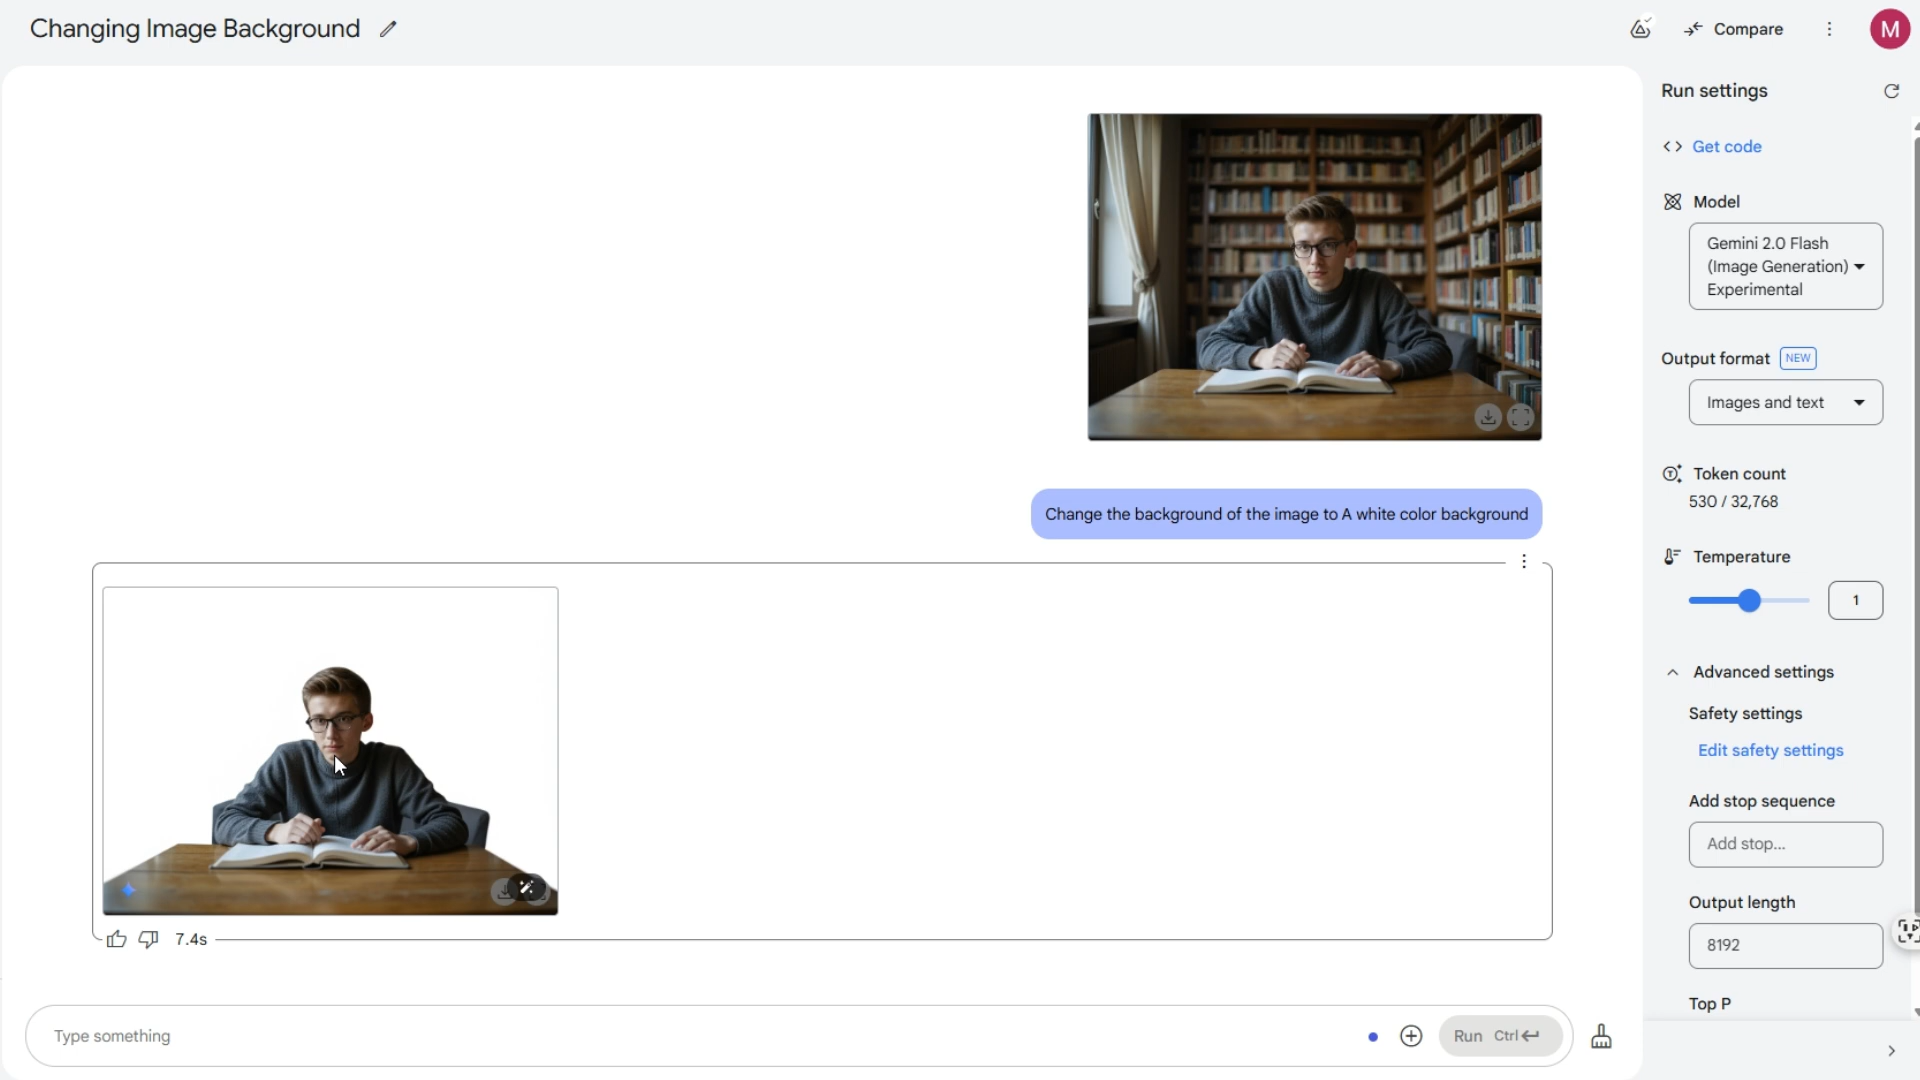 Changing Image Background
Compare
M
Run settings
Get code
Model
Gemini 2.0 Flash
(Image Generation)
Experimental
Output format NEW
Images and text
Token count
530 / 32,768
Change the background of the image to A white color background
Temperature
1
Advanced settings
Safety settings
Edit safety settings
Add stop sequence
Add stop...
Output length
8192
7.4s
Top P
Type something
Run Ctrl